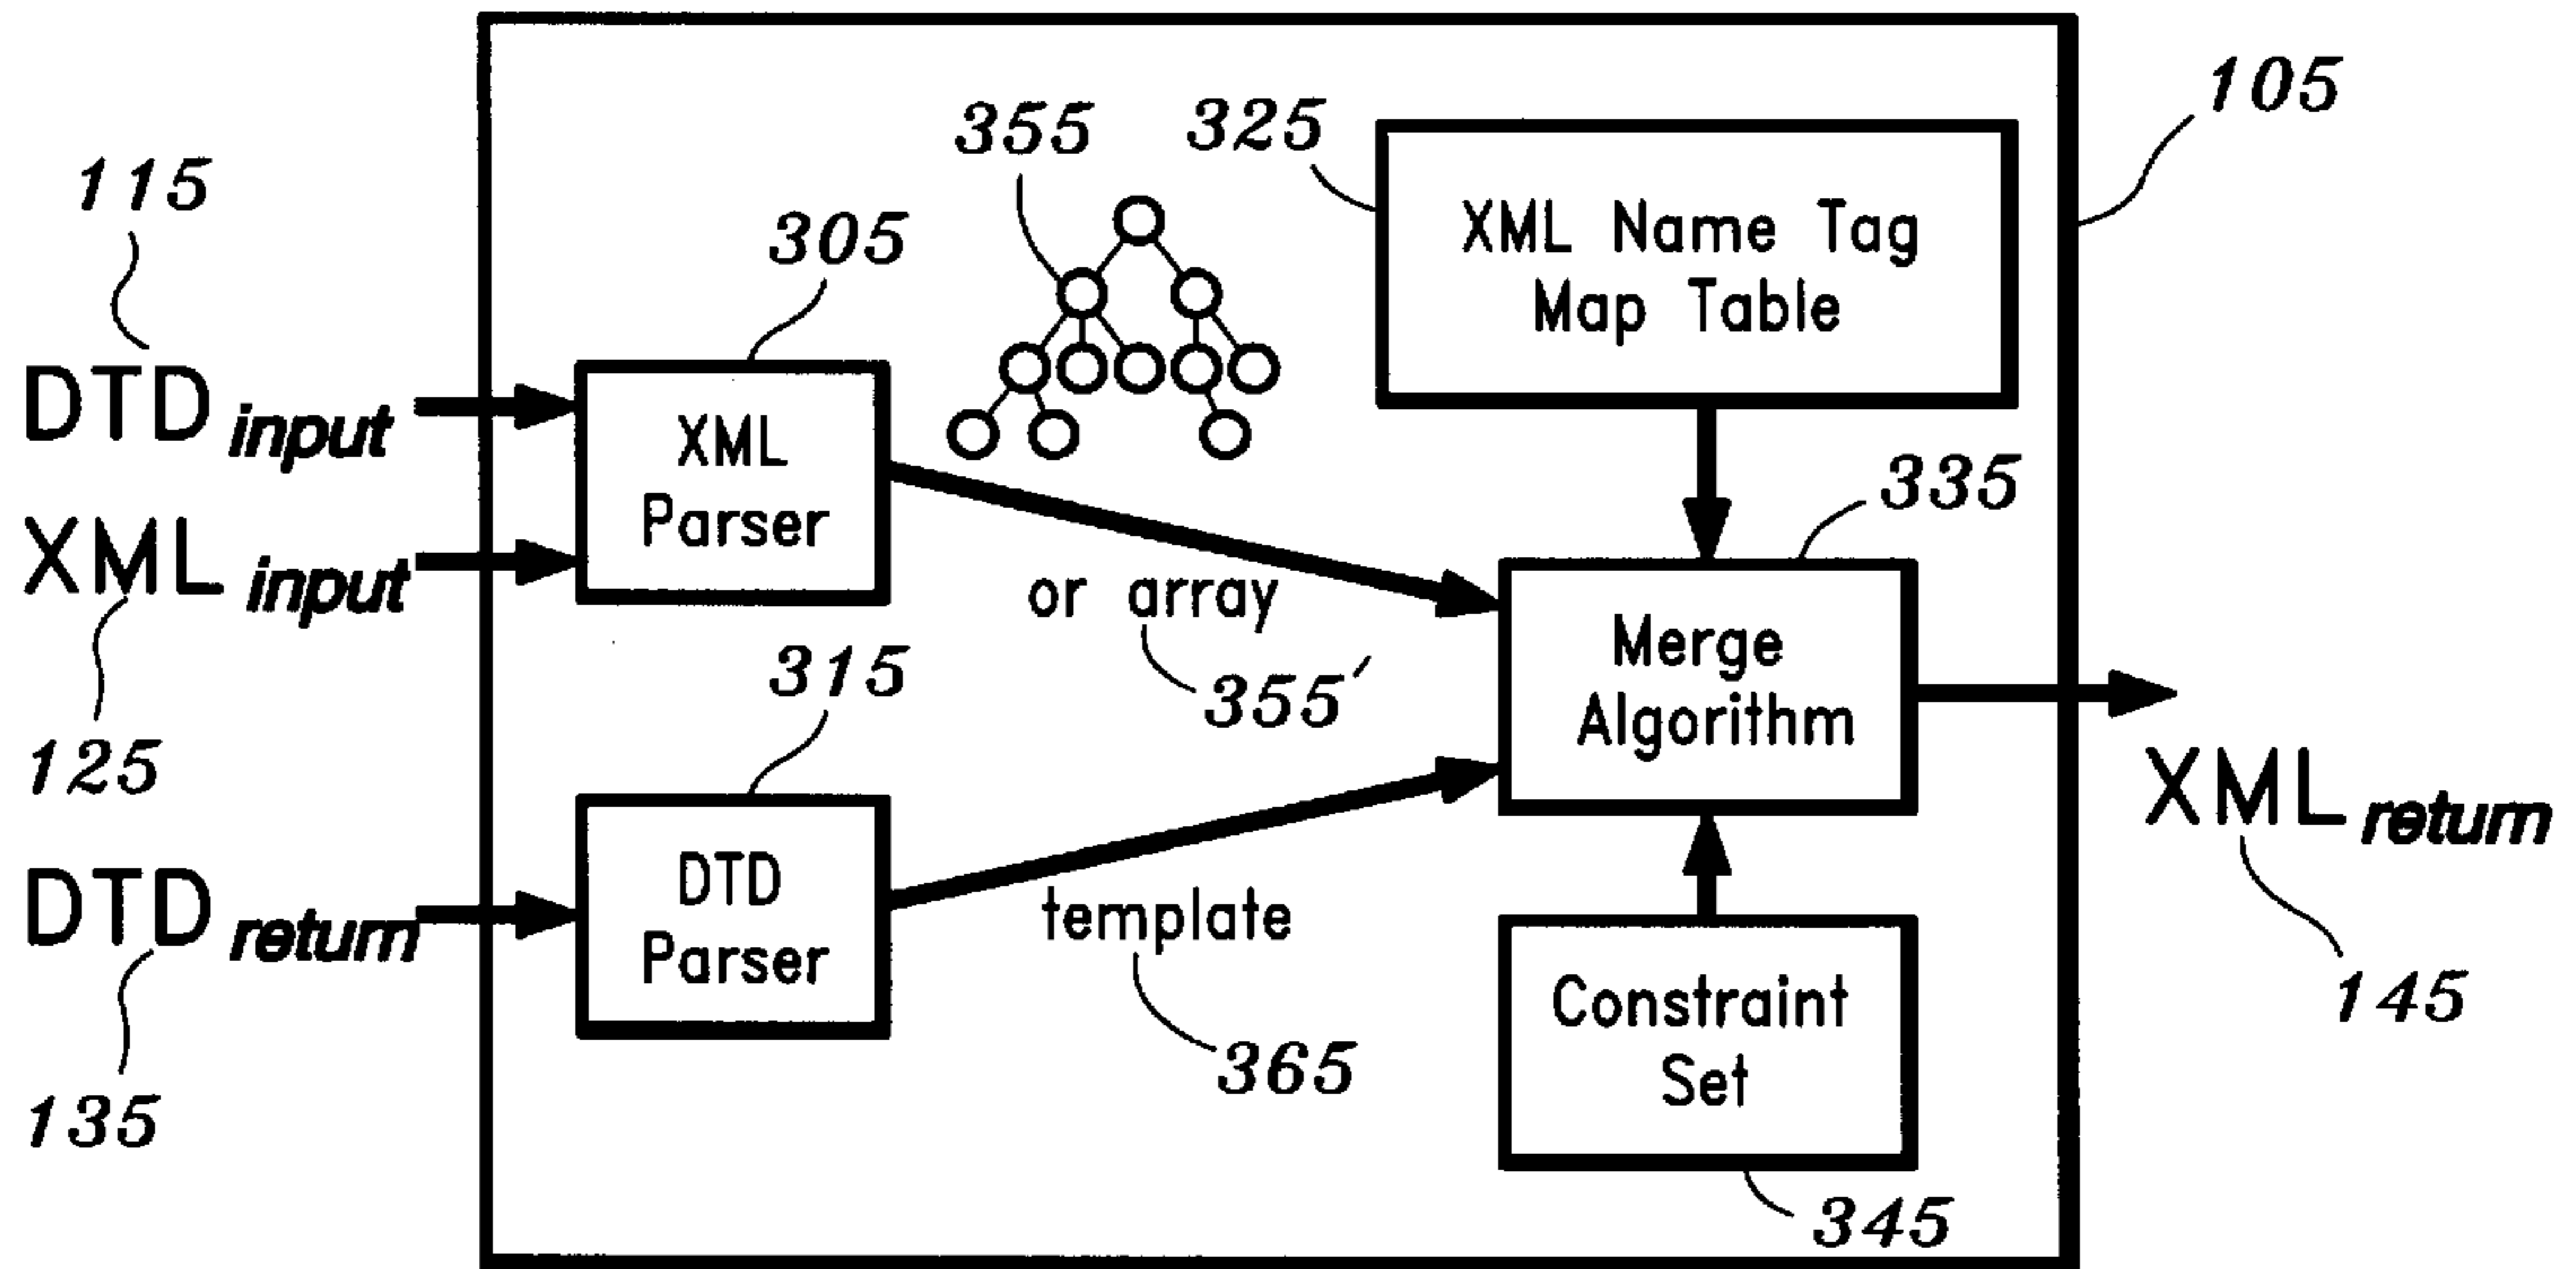 105
355
325
115
305
XML Name Tag
Map Table
DTD input
XML
Parser
335
XML input
or array
355'
Merge
Algorithm
315
125
XML return
DTD
Parser
DTD return
template
365
Constraint
Set
145
135
345